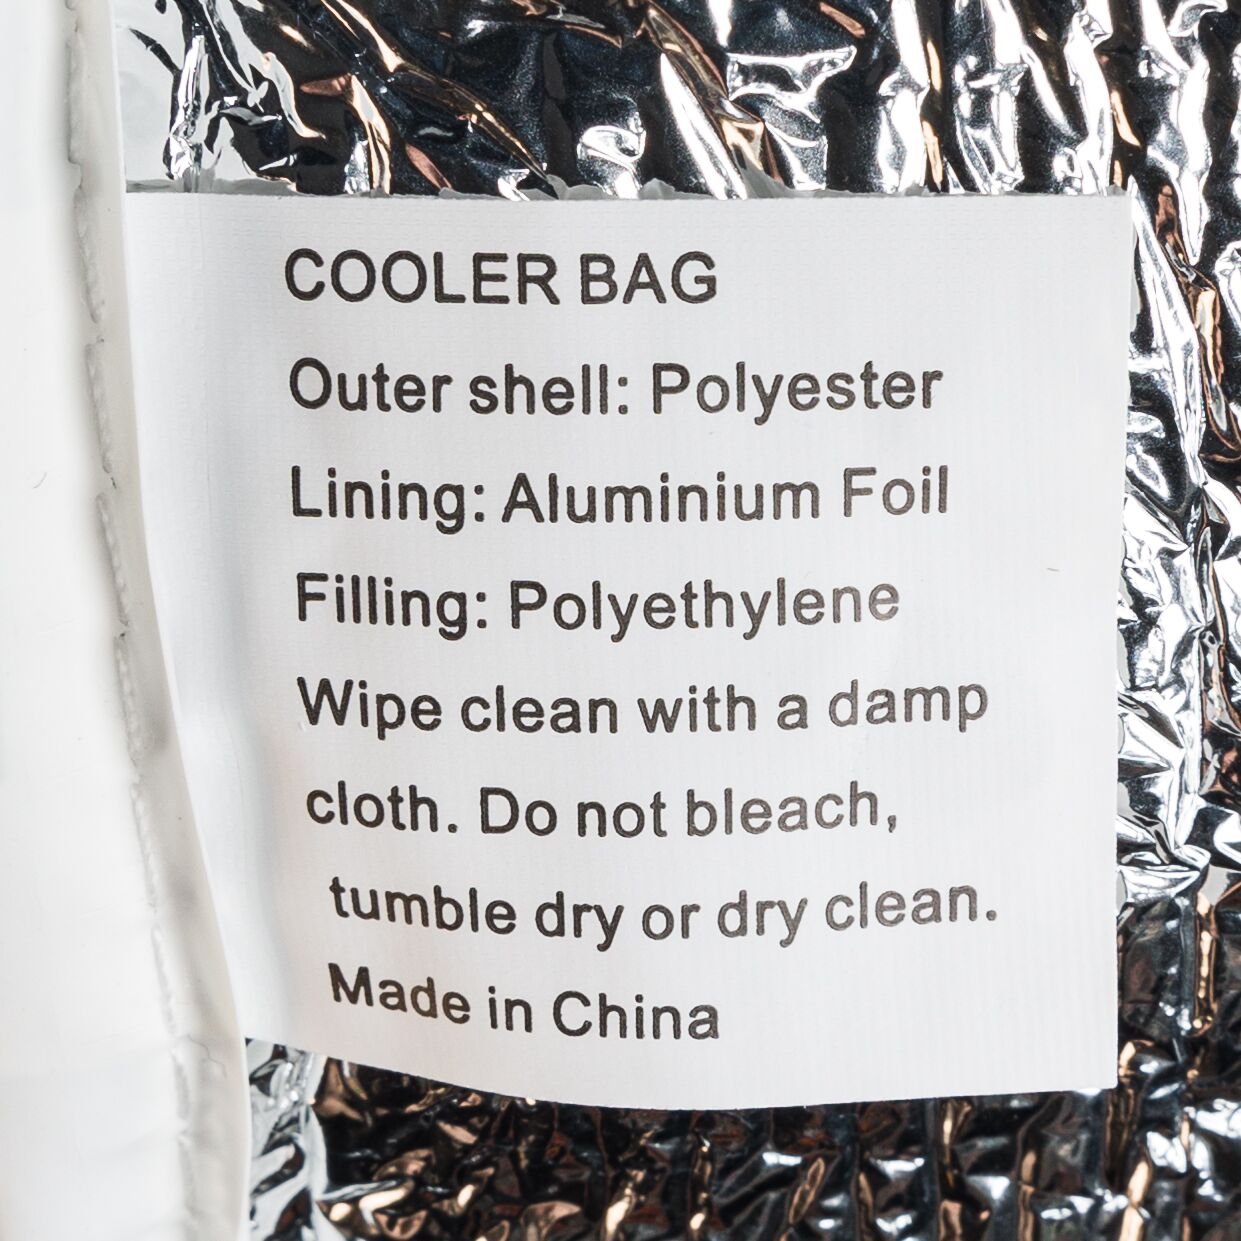 COOLER BAG
Outer shell: Polyester
Lining: Aluminium Foil
Filling: Polyethylene
Wipe clean with a damp
cloth. Do not bleach,
tumble dry or dry clean.
Made in China